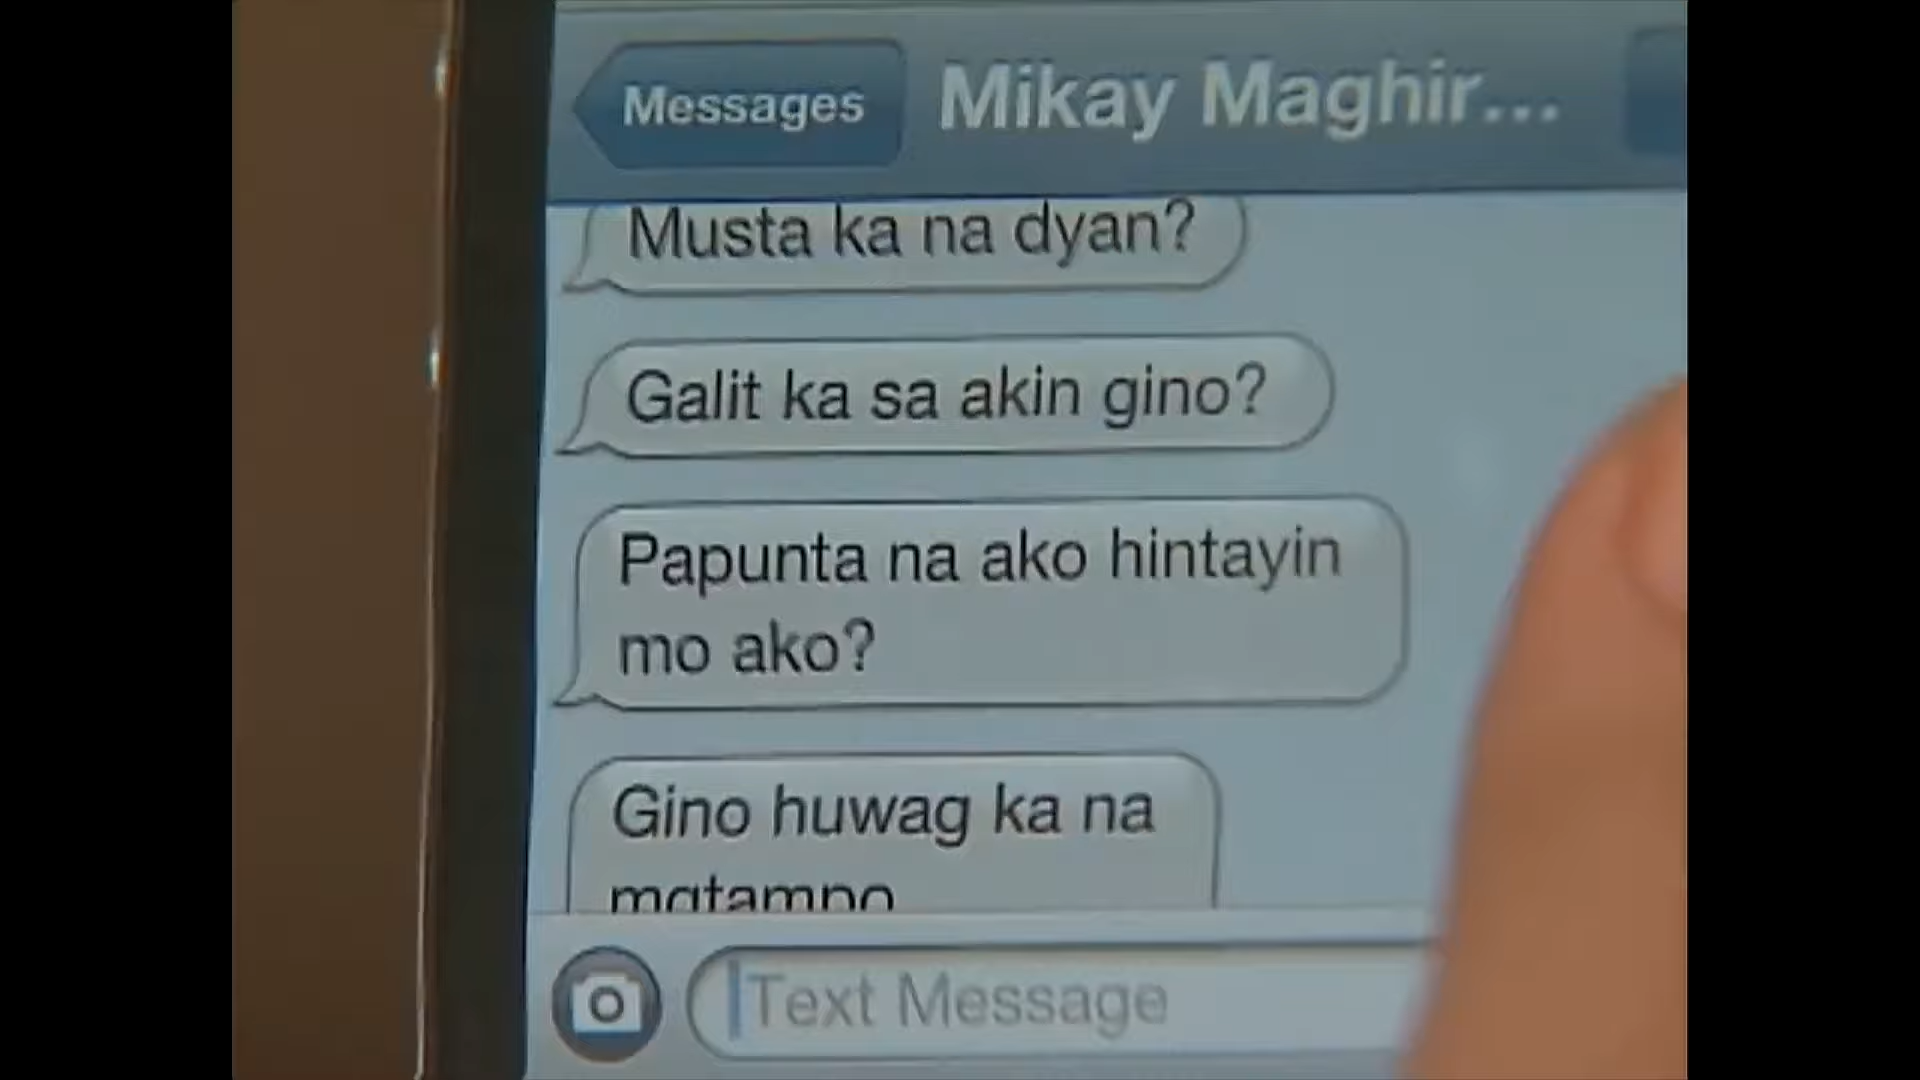 Messages
Mikay Maghir...
Musta ka na dyan?
Galit ka sa akin gino?
Papunta na ako hintayin
mo ako?
Gino huwag ka na
mgtampo
Text Message